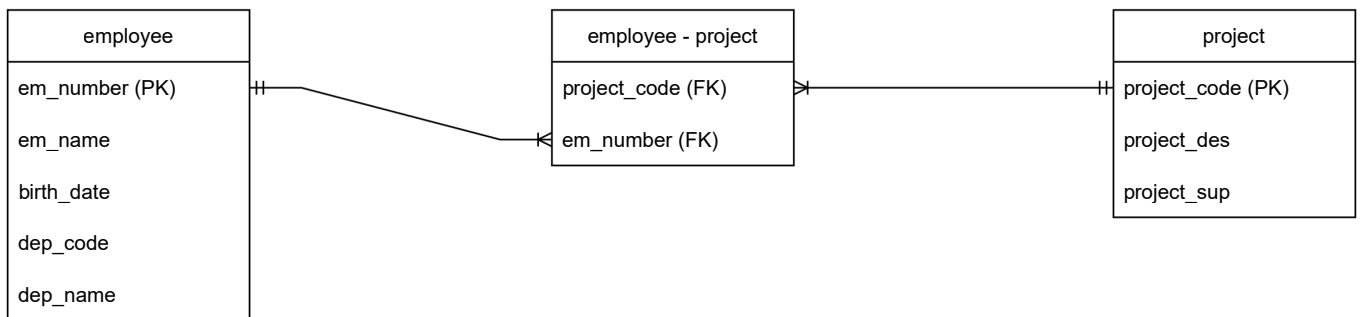 employee
em_number (PK)
em_name
birth_date
dep_code
dep_name
employee - project
project_code (FK)
em_number (FK)
project
project_code (PK)
project_des
project_sup